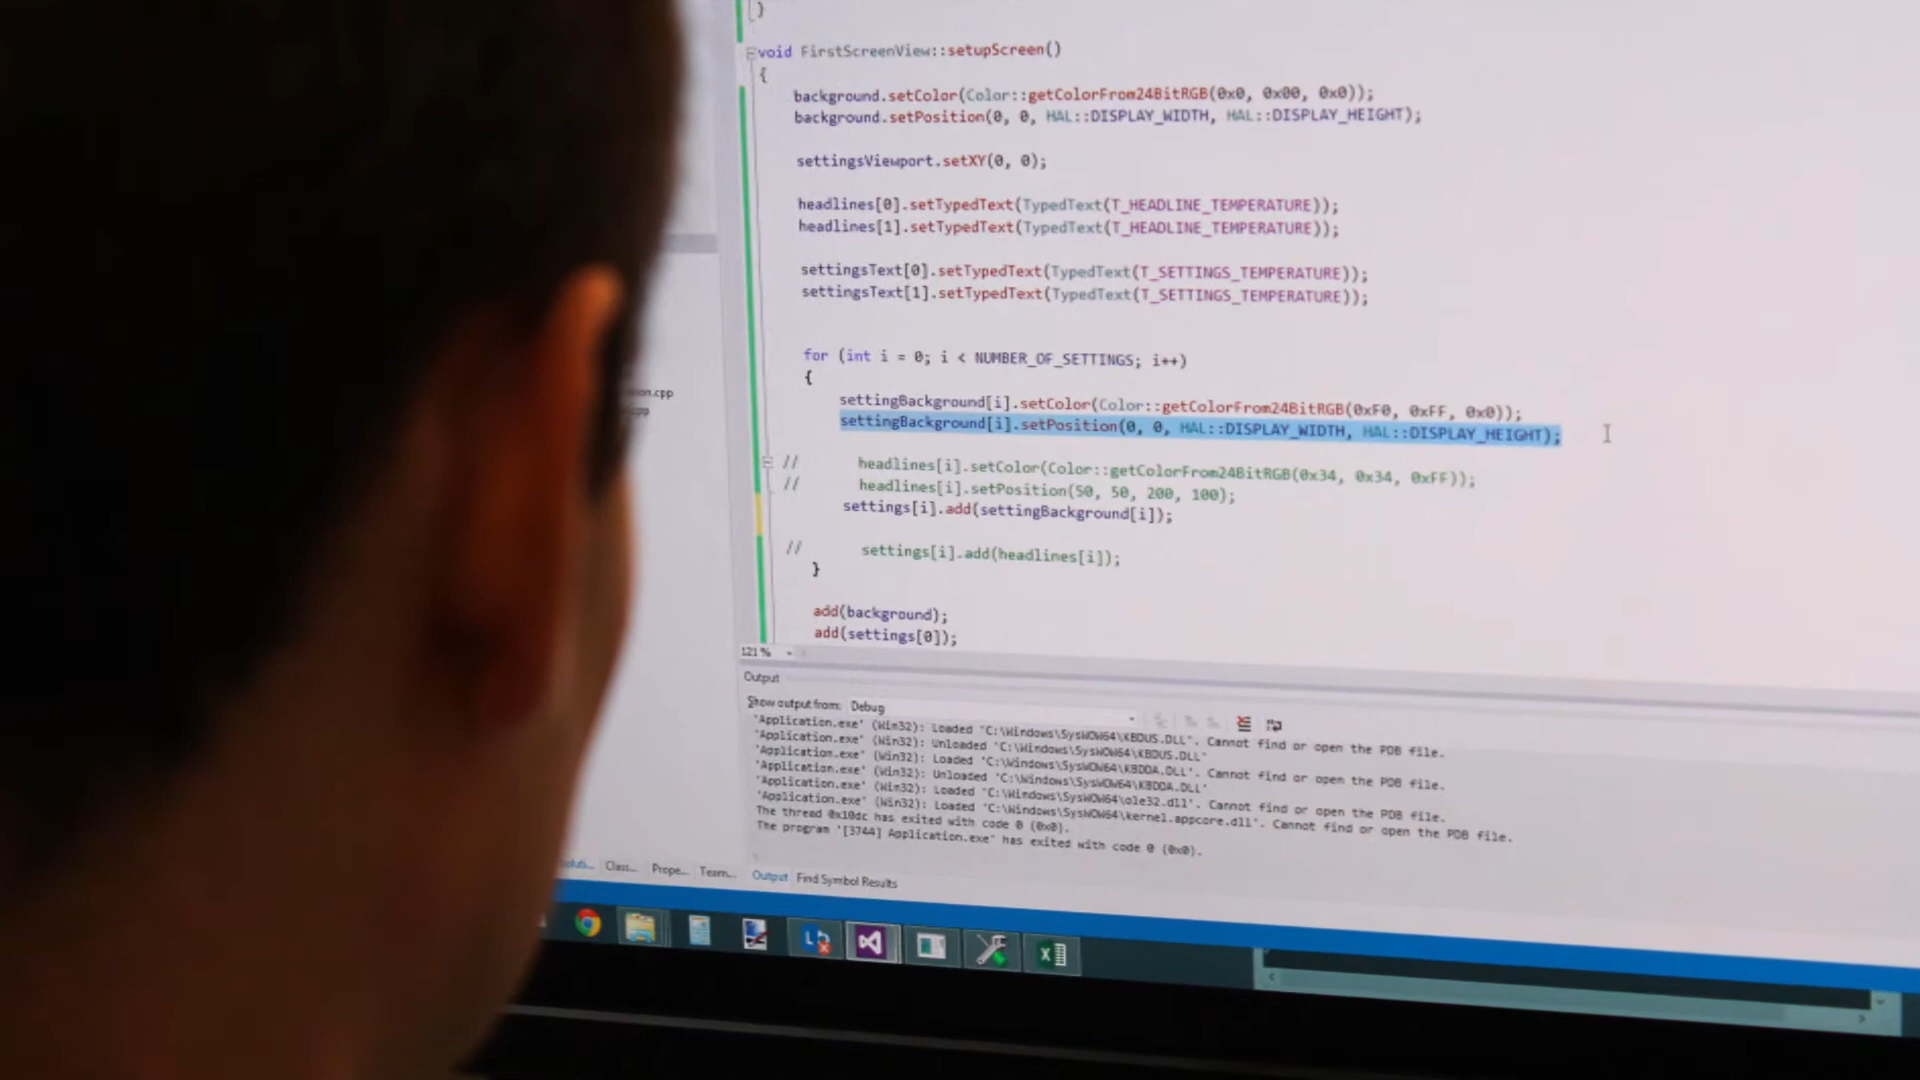 }
void FirstScreenView::setupScreen()
{
background.setColor(Color::getColorFrom24BitRGB(0x0, 0x00, 0x0));
background.setPosition(0, 0, HAL::DISPLAY_WIDTH, HAL::DISPLAY_HEIGHT);
settingsViewport.setXY(0, 0);
headlines[0].setTypedText(TypedText(T_HEADLINE_TEMPERATURE));
headlines[1].setTypedText(TypedText(T_HEADLINE_TEMPERATURE));
settingsText[0].setTypedText(TypedText(T_SETTINGS_TEMPERATURE));
settingsText[1].setTypedText(TypedText(T_SETTINGS_TEMPERATURE));
for (int i = 0; i < NUMBER_OF_SETTINGS; i++)
{
settingBackground[i].setColor(Color::getColorFrom24BitRGB(0xF0, 0xFF, 0x0));
settingBackground[i].setPosition(0, 0, HAL::DISPLAY_WIDTH, HAL::DISPLAY_HEIGHT);
// headlines[i].setColor(Color::getColorFrom24BitRGB(0x34, 0x34, 0xFF));
// headlines[i].setPosition(50, 50, 200, 100);
settings[i].add(settingBackground[i]);
// settings[i].add(headlines[i]);
}
add(background);
add(settings[0]);
121 %
Output
Show output from: Debug
'Application.exe' (Win32): Loaded 'C:\Windows\SysWOW64\KBDUS.DLL'. Cannot find or open the PDB file.
'Application.exe' (Win32): Unloaded 'C:\Windows\SysWOW64\KBDUS.DLL'
'Application.exe' (Win32): Loaded 'C:\Windows\SysWOW64\KBDDA.DLL'. Cannot find or open the PDB file.
'Application.exe' (Win32): Unloaded 'C:\Windows\SysWOW64\KBDDA.DLL'
'Application.exe' (Win32): Loaded 'C:\Windows\SysWOW64\ole32.dll'. Cannot find or open the PDB file.
'Application.exe' (Win32): Loaded 'C:\Windows\SysWOW64\kernel.appcore.dll'. Cannot find or open the PDB file.
The thread 0x10dc has exited with code 0 (0x0).
The program '[3744] Application.exe' has exited with code 0 (0x0).
Class... Prope... Team... Output Find Symbol Results